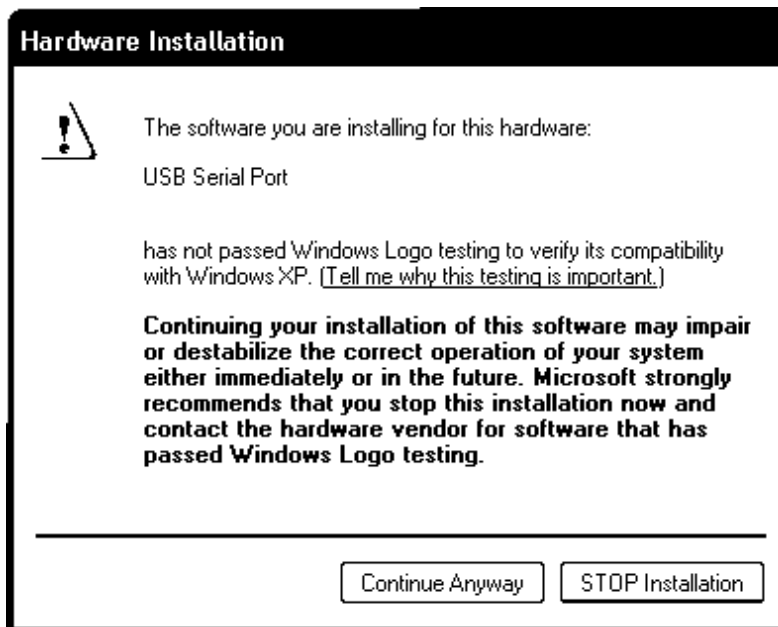 Hardware Installation
The software you are installing for this hardware:
USB Serial Port
has not passed Windows Logo testing to verify its compatibility
with Windows XP. (Tell me why this testing is important.)
Continuing your installation of this software may impair
or destabilize the correct operation of your system
either immediately or in the future. Microsoft strongly
recommends that you stop this installation now and
contact the hardware vendor for software that has
passed Windows Logo testing.
Continue Anyway
STOP Installation